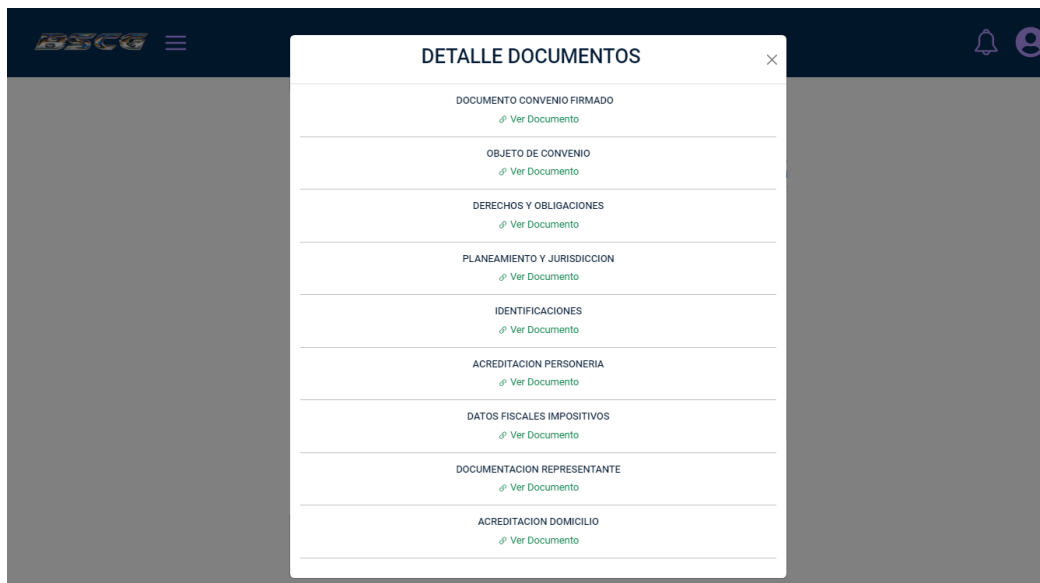 BSCG
DETALLE DOCUMENTOS
DOCUMENTO CONVENIO FIRMADO
Ver Documento
OBJETO DE CONVENIO
Ver Documento
DERECHOS Y OBLIGACIONES
Ver Documento
PLANEAMIENTO Y JURISDICCION
Ver Documento
IDENTIFICACIONES
Ver Documento
ACREDITACION PERSONERIA
Ver Documento
DATOS FISCALES IMPOSITIVOS
Ver Documento
DOCUMENTACION REPRESENTANTE
Ver Documento
ACREDITACION DOMICILIO
Ver Documento